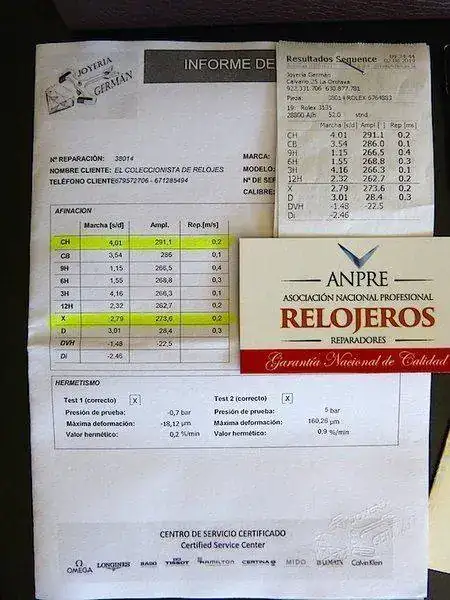 JOYERIA
GERMÁN
INFORME DE
Nº REPARACIÓN: 38014
NOMBRE CLIENTE: EL COLECCIONISTA DE RELOJES
TELÉFONO CLIENTE 679572706 - 671285494
MARCA:
MODELO:
Nº DE SER
CALIBRE:
AFINACIÓN
Marcha [s/d] Ampl. Rep.[m/s]
CH 4,01 291,1 0,2
CB 3,54 286 0,1
9H 1,15 266,5 0,4
6H 1,55 268,8 0,3
3H 4,16 266,3 0,1
12H 2,32 262,7 0,2
X 2,79 273,6 0,2
D 3,01 28,4 0,3
DVH -1,48 -22,5
Di -2,46
HERMETISMO
Test 1 (correcto) X
Presión de prueba: -0,7 bar
Máxima deformación: -18,12 µm
Valor hermético: 0,2 %/min
Test 2 (correcto) X
Presión de prueba: 5 bar
Máxima deformación: 160,26 µm
Valor hermético: 0,9 %/min
CENTRO DE SERVICIO CERTIFICADO
Certified Service Center
OMEGA LONGINES RADO TISSOT HAMILTON CERTINA MIDO BALMAIN Calvin Klein
Resultados Sequence
Joyería Germán
Calvario 25 La Orotava
922.331.706 630.877.781
Pieza: 38014 ROLEX 6764883
19: Rolex 3135
28800 A/h 52.0 stnd
Marcha [s/d] Ampl [°] Rep [ms]
CH 4.01 291.1 0.2
CB 3.54 286.0 0.1
9H 1.15 266.5 0.4
6H 1.55 268.8 0.3
3H 4.16 266.3 0.1
12H 2.32 262.7 0.2
X 2.79 273.6 0.2
D 3.01 28.4 0.3
DVH -1.48 -22.5
Di -2.46
ANPRE
ASOCIACIÓN NACIONAL PROFESIONAL
RELOJEROS
REPARADORES
Garantía Nacional de Calidad